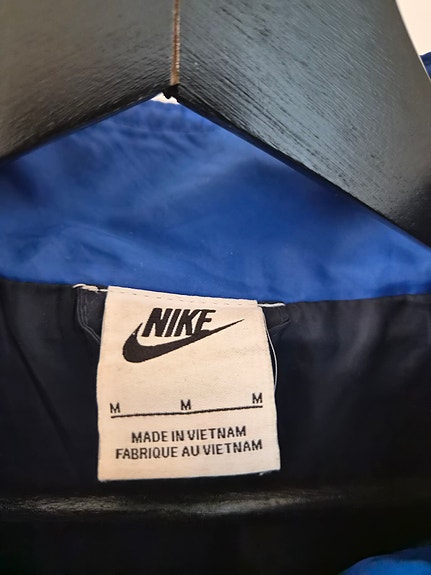 NIKE
M M M
MADE IN VIETNAM
FABRIQUE AU VIETNAM